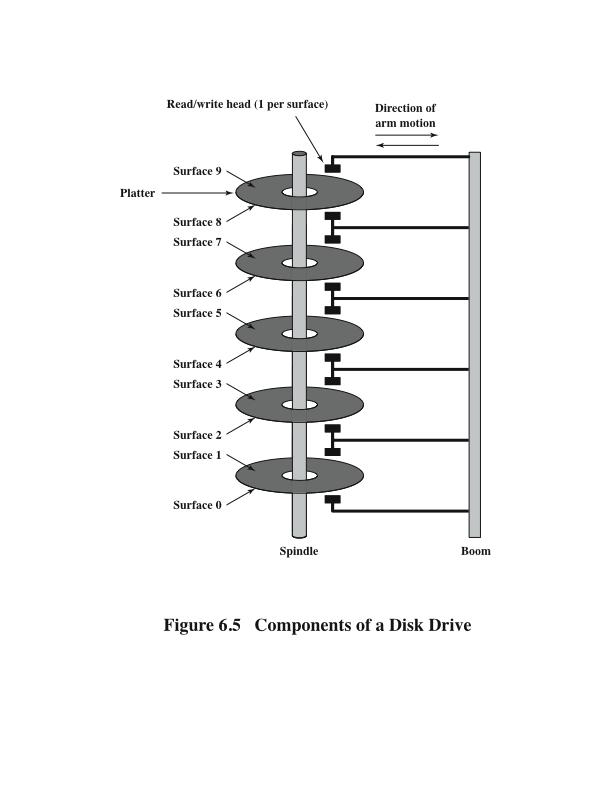 Read/write head (1 per surface)
Direction of
arm motion
Surface 9
Platter
Surface 8
Surface 7
Surface 6
Surface 5
Surface 4
Surface 3
Surface 2
Surface 1
Surface 0
Spindle
Boom
Figure 6.5 Components of a Disk Drive